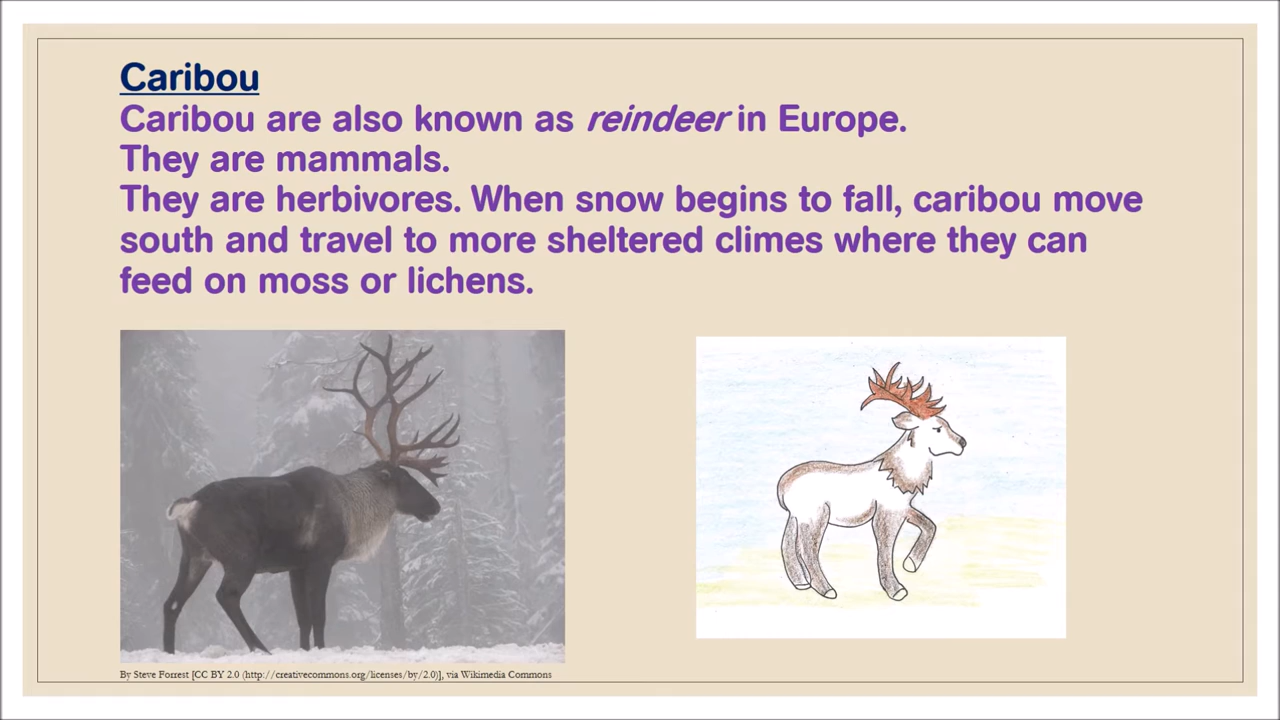 Caribou
Caribou are also known as reindeer in Europe.
They are mammals.
They are herbivores. When snow begins to fall, caribou move
south and travel to more sheltered climes where they can
feed on moss or lichens.
By Steve Forrest [CC BY 2.0 (http://creativecommons.org/licenses/by/2.0)], via Wikimedia Commons